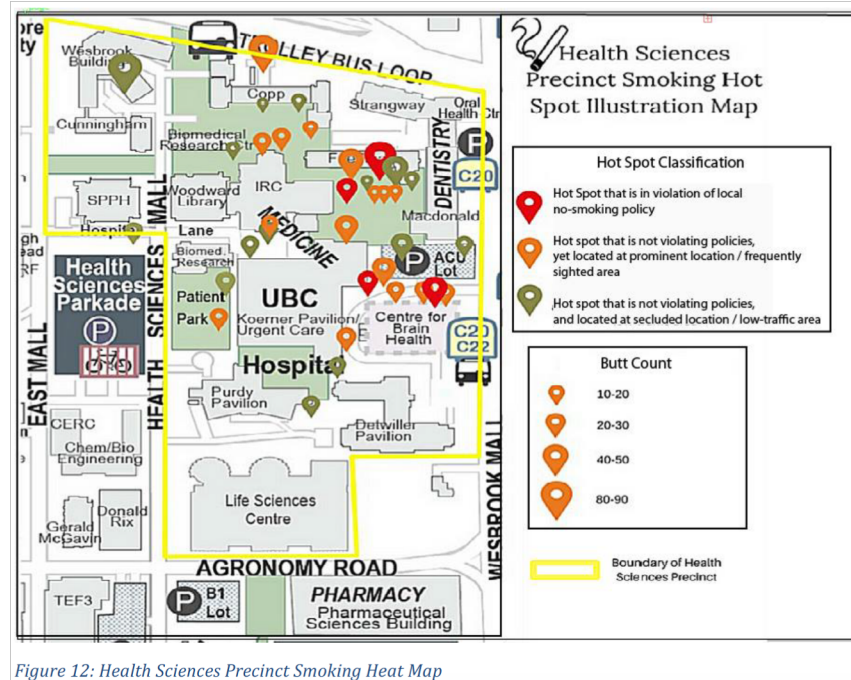 Health Sciences
Precinct Smoking Hot
Spot Illustration Map
Hot Spot Classification
Hot Spot that is in violation of local
no-smoking policy
Hot spot that is not violating policies,
yet located at prominent location / frequently
sighted area
Hot spot that is not violating policies,
and located at secluded location / low-traffic area
Butt Count
10-20
20-30
40-50
80-90
Boundary of Health
Sciences Precinct
TROLLEY BUS LOOP
Wesbrook
Building
Copp
Strangway
Oral
Health Ctr
Cunningham
Biomedical
Research Ctr
DENTISTRY
P
C20
IRC
Woodward
Library
SPPH
MALL
Macdonald
MEDICINE
Hospital
Lane
Biomed.
Research
P
ACU
Lot
Health
Sciences
Parkade
P
Patient
Park
UBC
Koerner Pavilion/
Urgent Care
Centre for
Brain
Health
C20
C22
HEALTH SCIENCES
EAST MALL
Hospital
Purdy
Pavilion
Detwiller
Pavilion
CERC
Chem/Bio
Engineering
WESBROOK MALL
Life Sciences
Centre
Donald
Rix
Gerald
McGavin
AGRONOMY ROAD
TEF3
P
B1
Lot
PHARMACY
Pharmaceutical
Sciences Building
Figure 12: Health Sciences Precinct Smoking Heat Map